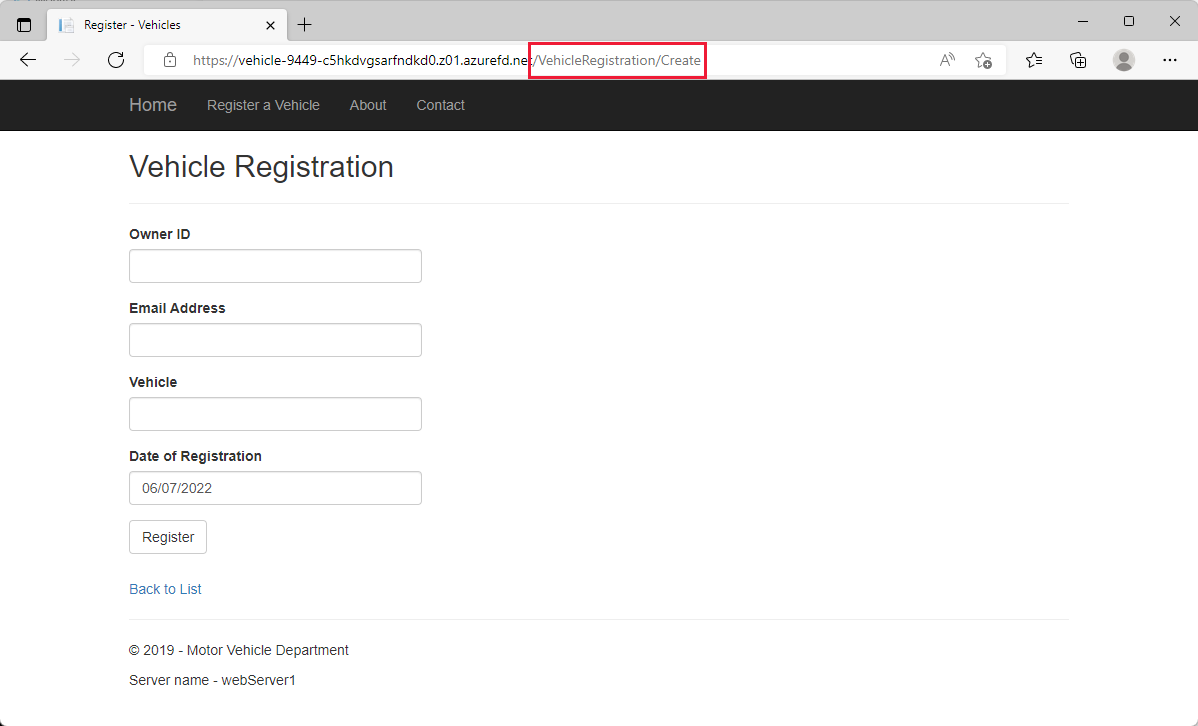 Register - Vehicles
https://vehicle-9449-c5hkdvgsarfndkd0.z01.azurefd.net/VehicleRegistration/Create
Home Register a Vehicle About Contact
Vehicle Registration
Owner ID
Email Address
Vehicle
Date of Registration
06/07/2022
Register
Back to List
© 2019 - Motor Vehicle Department
Server name - webServer1